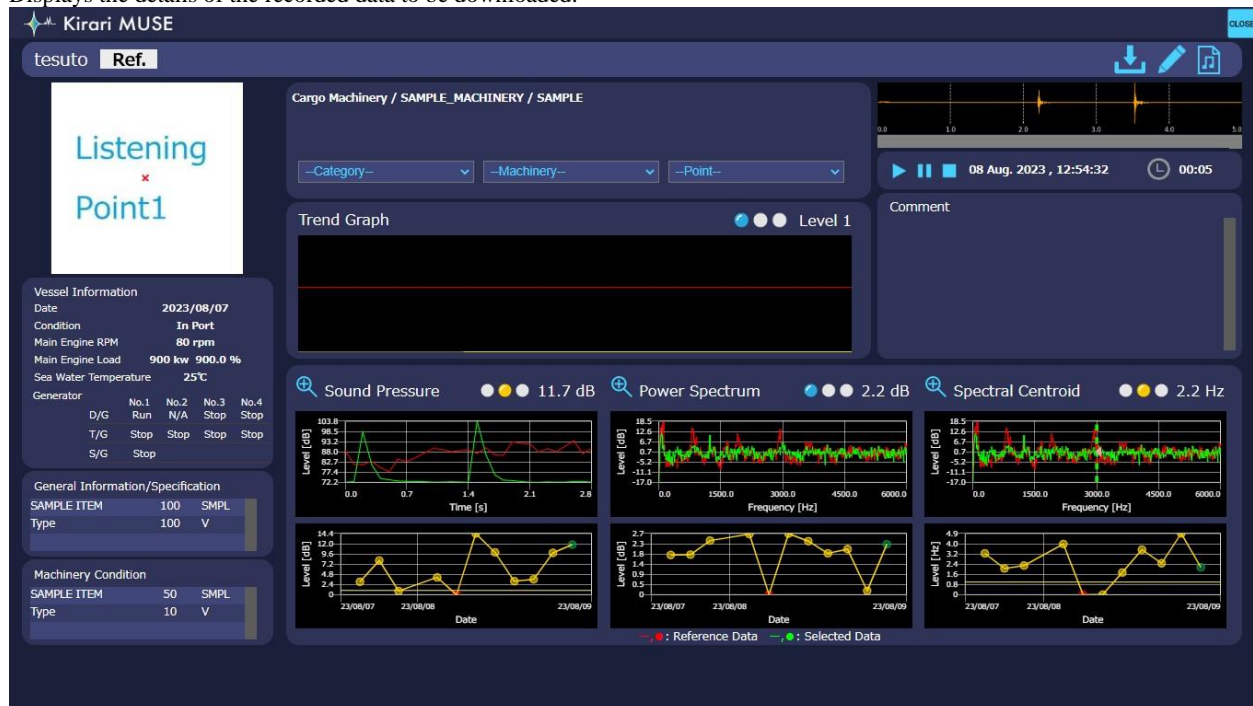 Displays the details of the recorded data to be downloaded.
Kirari MUSE
CLOSE
tesuto Ref.
Listening
Point1
Vessel Information
Date 2023/08/07
Condition In Port
Main Engine RPM 80 rpm
Main Engine Load 900 kw 900.0 %
Sea Water Temperature 25℃
Generator No.1 No.2 No.3 No.4
D/G Run N/A Stop Stop
T/G Stop Stop Stop Stop
S/G Stop
General Information/Specification
SAMPLE ITEM 100 SMPL
Type 100 V
Machinery Condition
SAMPLE ITEM 50 SMPL
Type 10 V
Cargo Machinery / SAMPLE_MACHINERY / SAMPLE
--Category-- --Machinery-- --Point--
Trend Graph Level 1
0.0 1.0 2.0 3.0 4.0 5.0
08 Aug. 2023 , 12:54:32 00:05
Comment
Sound Pressure 11.7 dB
Level [dB]
103.8
98.5
93.2
88.0
82.7
77.4
72.2
0.0 0.7 1.4 2.1 2.8
Time [s]
Level [dB]
14.4
12.0
9.6
7.2
4.8
2.4
0
23/08/07 23/08/08 23/08/09
Date
Power Spectrum 2.2 dB
Level [dB]
18.5
12.6
6.7
0.7
-5.2
-11.1
-17.0
0.0 1500.0 3000.0 4500.0 6000.0
Frequency [Hz]
Level [dB]
2.7
2.3
1.8
1.4
0.9
0.5
0
23/08/07 23/08/08 23/08/09
Date
Spectral Centroid 2.2 Hz
Level [dB]
18.5
12.6
6.7
0.7
-5.2
-11.1
-17.0
0.0 1500.0 3000.0 4500.0 6000.0
Frequency [Hz]
Level [Hz]
4.9
4.0
3.2
2.4
1.6
0.8
0
23/08/07 23/08/08 23/08/09
Date
: Reference Data : Selected Data